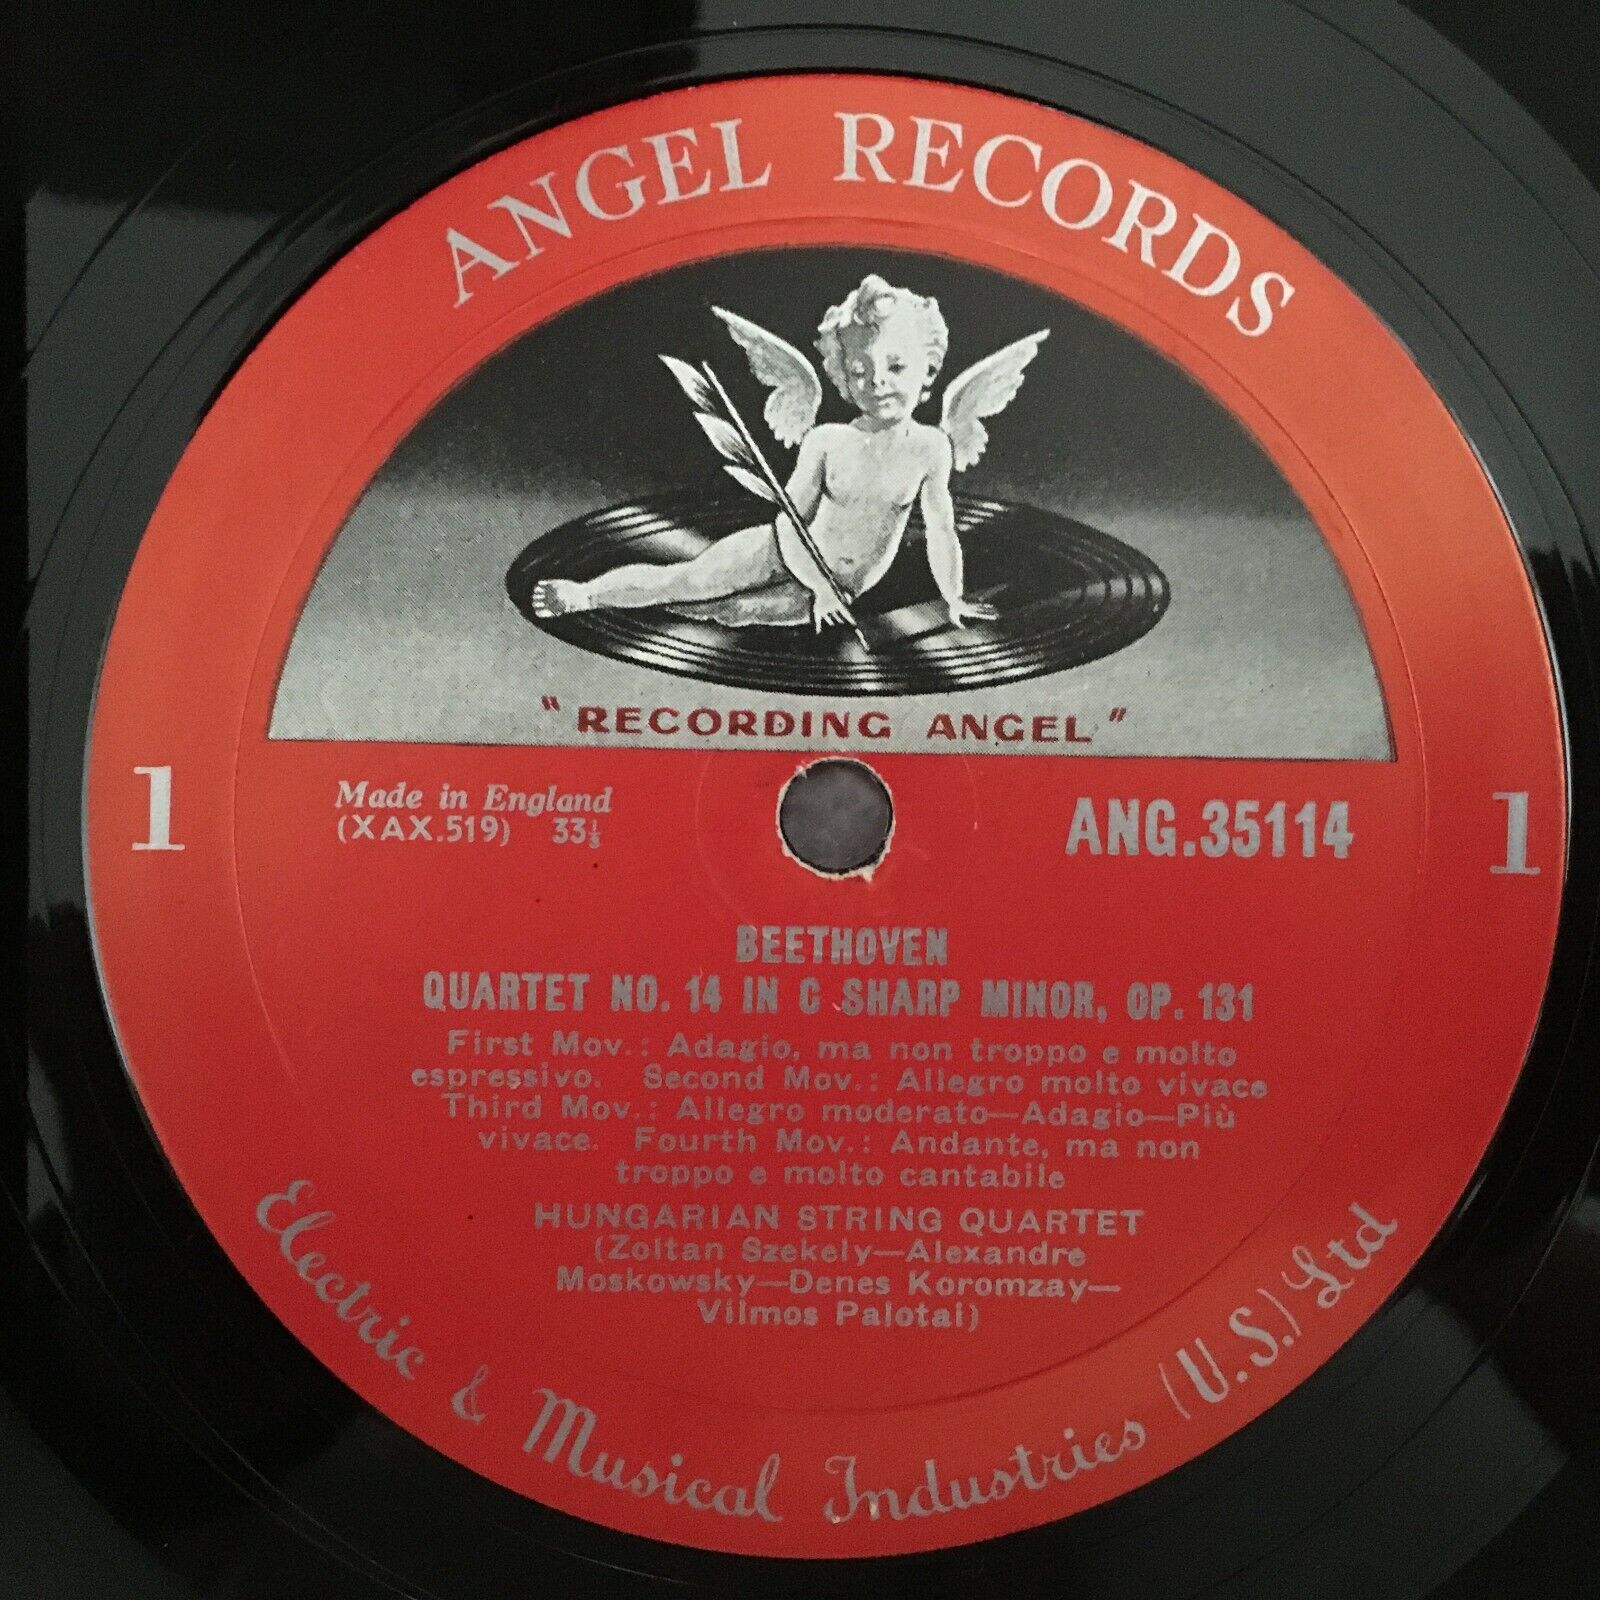 ANGEL RECORDS
" RECORDING ANGEL "
1
Made in England
(XAX.519) 33⅓
ANG.35114
1
BEETHOVEN
QUARTET NO. 14 IN C SHARP MINOR, OP. 131
First Mov.: Adagio, ma non troppo e molto
espressivo. Second Mov.: Allegro molto vivace
Third Mov.: Allegro moderato—Adagio—Più
vivace. Fourth Mov.: Andante, ma non
troppo e molto cantabile
HUNGARIAN STRING QUARTET
(Zoltan Szekely—Alexandre
Moskowsky—Denes Koromzay—
Vilmos Palotai)
Electric & Musical Industries (U.S.) Ltd